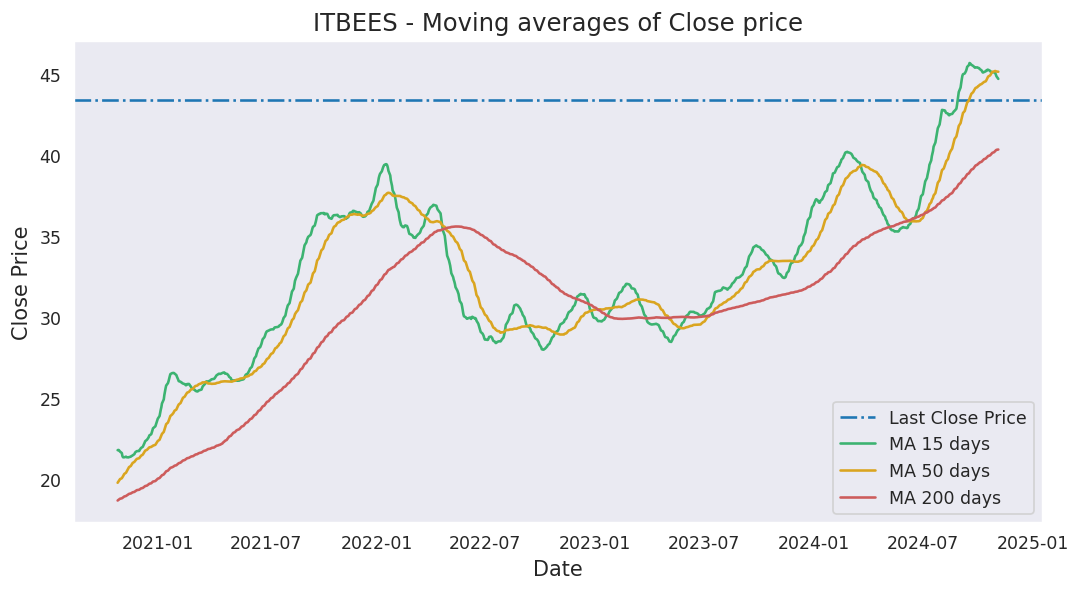 ITBEES - Moving averages of Close price
45
40
35
30
25
20
Close Price
Last Close Price
MA 15 days
MA 50 days
MA 200 days
2021-01 2021-07 2022-01 2022-07 2023-01 2023-07 2024-01 2024-07 2025-01
Date